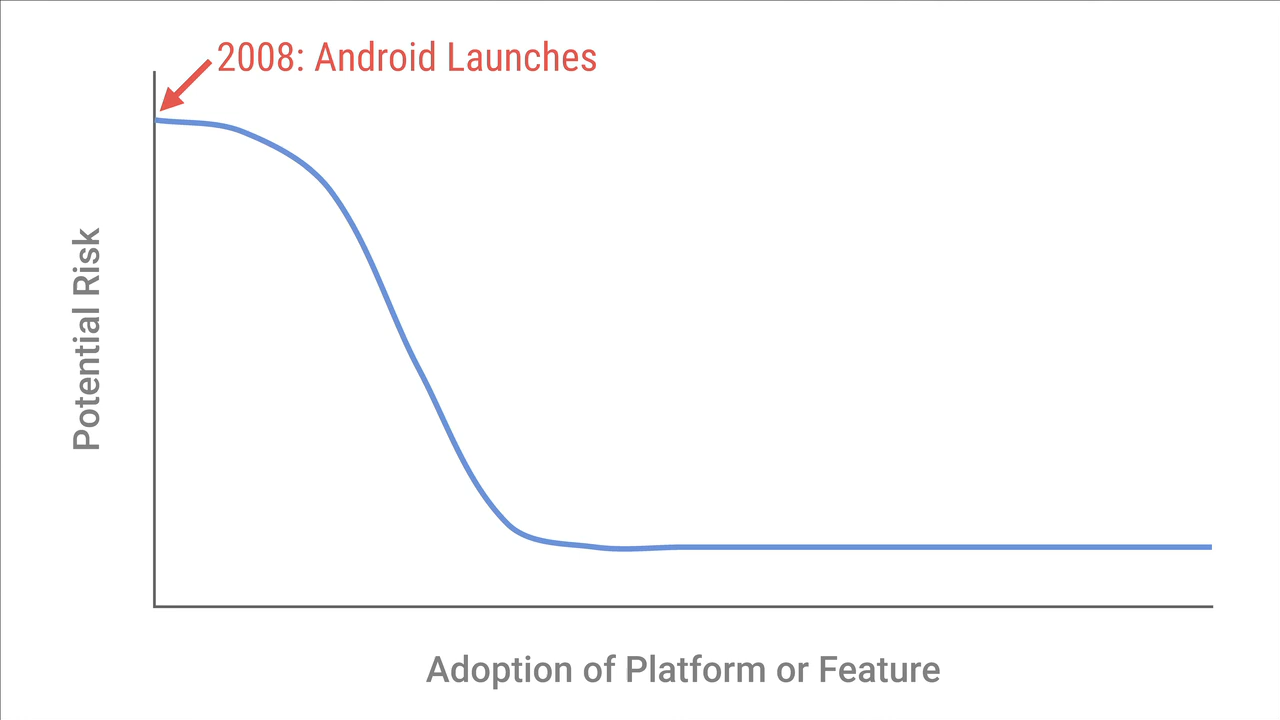 2008: Android Launches
Potential Risk
Adoption of Platform or Feature